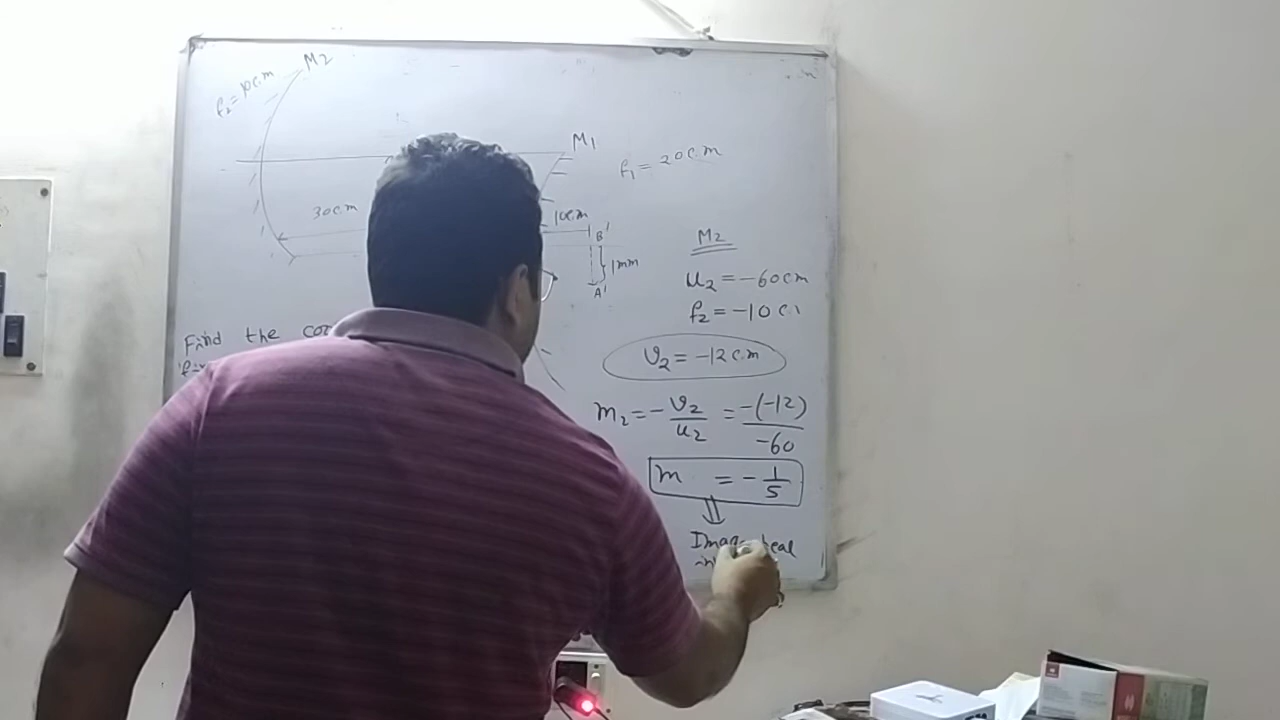 M2
f2=10cm
M1
f1 = 20cm
30cm
10cm
B'
1mm
A'
Find the
M2
u2 = -60cm
f2 = -10 c
v2 = -12cm
m2 = - v2/u2 = -(-12)/-60
m = - 1/5
⇓